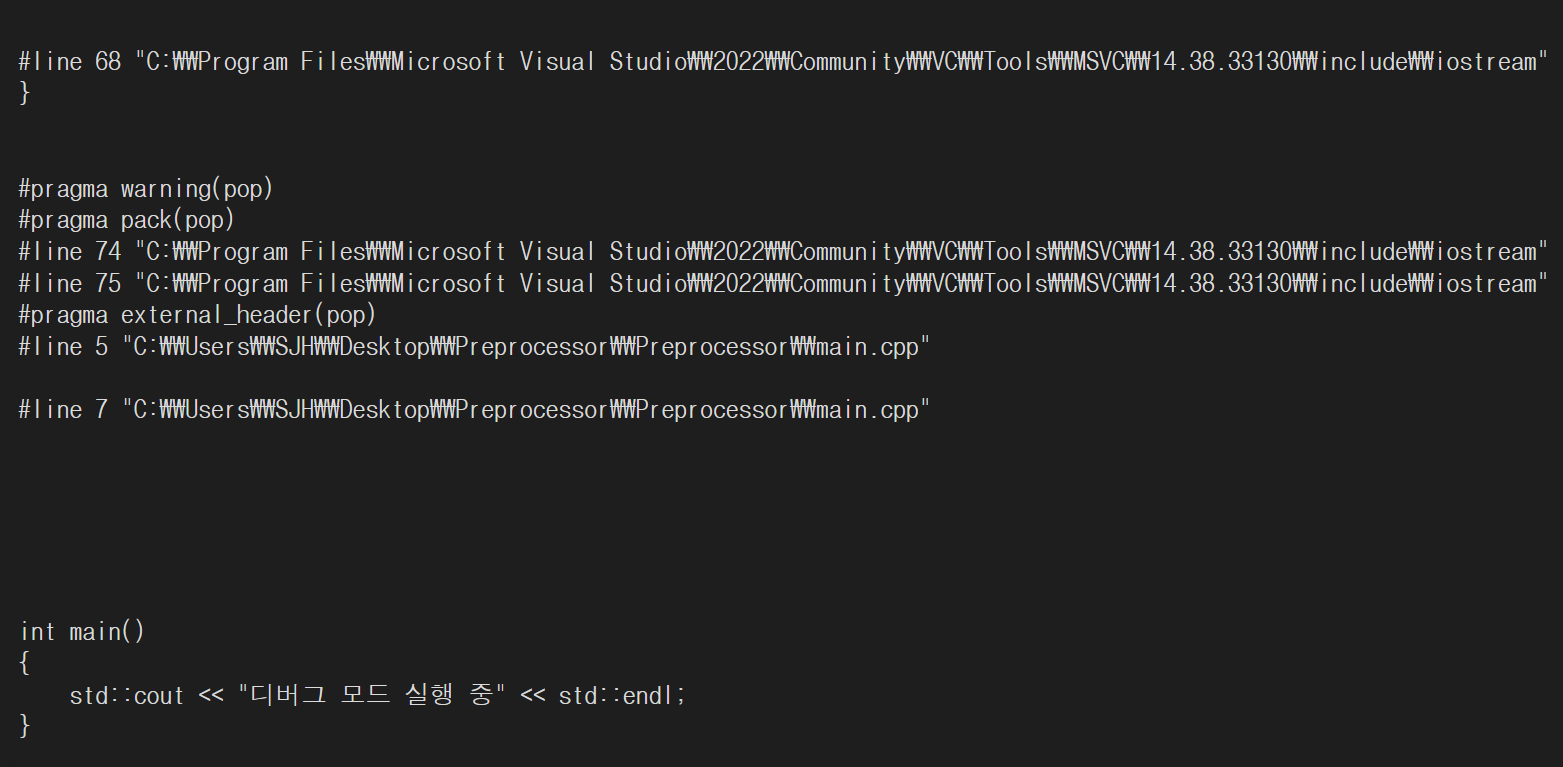 #line 68 "C:₩₩Program Files₩₩Microsoft Visual Studio₩₩2022₩₩Community₩₩VC₩₩Tools₩₩MSVC₩₩14.38.33130₩₩include₩₩iostream"
}
#pragma warning(pop)
#pragma pack(pop)
#line 74 "C:₩₩Program Files₩₩Microsoft Visual Studio₩₩2022₩₩Community₩₩VC₩₩Tools₩₩MSVC₩₩14.38.33130₩₩include₩₩iostream"
#line 75 "C:₩₩Program Files₩₩Microsoft Visual Studio₩₩2022₩₩Community₩₩VC₩₩Tools₩₩MSVC₩₩14.38.33130₩₩include₩₩iostream"
#pragma external_header(pop)
#line 5 "C:₩₩Users₩₩SJH₩₩Desktop₩₩Preprocessor₩₩Preprocessor₩₩main.cpp"
#line 7 "C:₩₩Users₩₩SJH₩₩Desktop₩₩Preprocessor₩₩Preprocessor₩₩main.cpp"
int main()
{
    std::cout << "디버그 모드 실행 중" << std::endl;
}